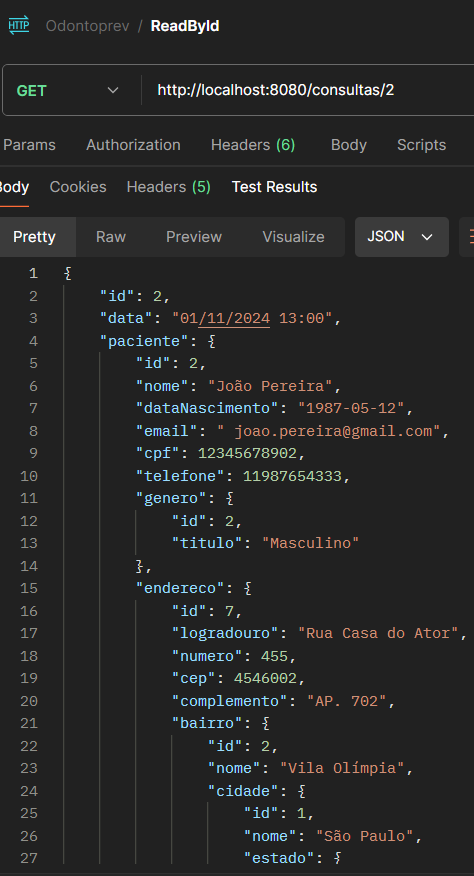 HTTP Odontoprev / ReadById
GET http://localhost:8080/consultas/2
Params Authorization Headers (6) Body Scripts
Body Cookies Headers (5) Test Results
Pretty Raw Preview Visualize JSON
1 {
2 "id": 2,
3 "data": "01/11/2024 13:00",
4 "paciente": {
5 "id": 2,
6 "nome": "João Pereira",
7 "dataNascimento": "1987-05-12",
8 "email": " joao.pereira@gmail.com",
9 "cpf": 12345678902,
10 "telefone": 11987654333,
11 "genero": {
12 "id": 2,
13 "titulo": "Masculino"
14 },
15 "endereco": {
16 "id": 7,
17 "logradouro": "Rua Casa do Ator",
18 "numero": 455,
19 "cep": 4546002,
20 "complemento": "AP. 702",
21 "bairro": {
22 "id": 2,
23 "nome": "Vila Olímpia",
24 "cidade": {
25 "id": 1,
26 "nome": "São Paulo",
27 "estado": {